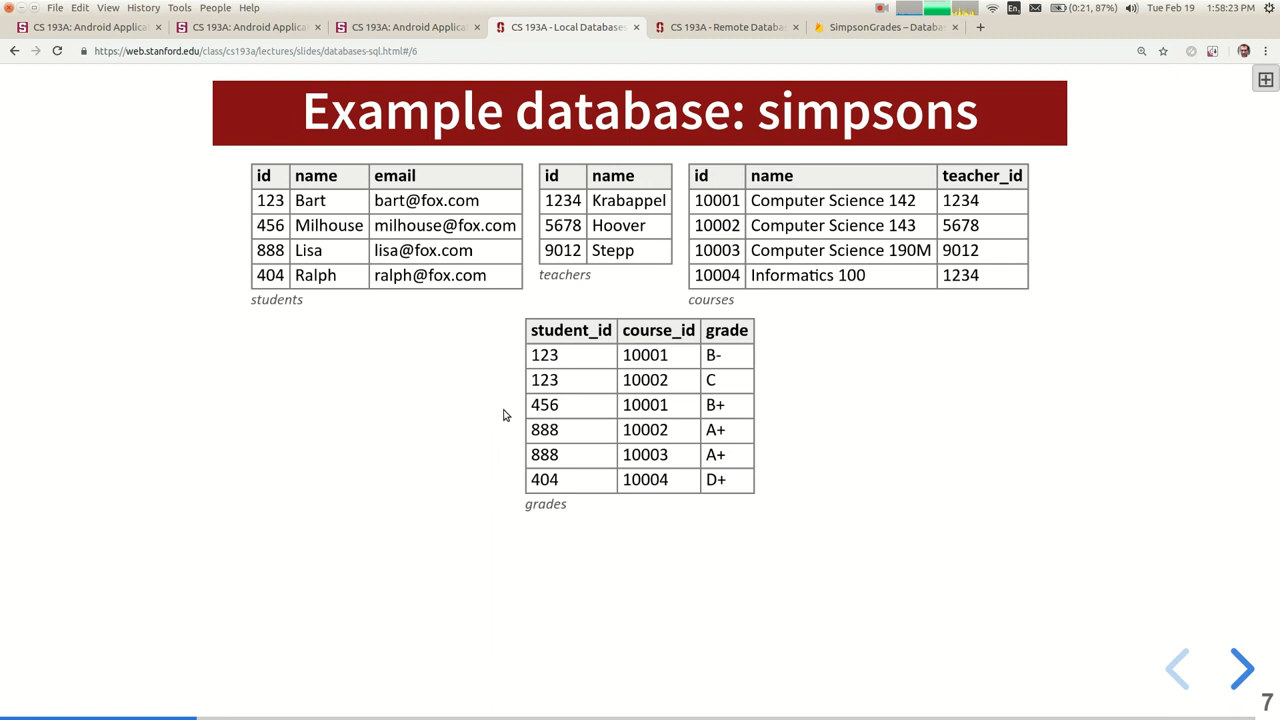 File Edit View History Tools People Help
En (0:21, 87%) Tue Feb 19 1:58:23 PM
CS 193A: Android Applicat × CS 193A: Android Applicat × CS 193A: Android Applicat × CS 193A - Local Databases × CS 193A - Remote Databa × SimpsonGrades – Databa ×
https://web.stanford.edu/class/cs193a/lectures/slides/databases-sql.html#/6
Example database: simpsons
id name email
123 Bart bart@fox.com
456 Milhouse milhouse@fox.com
888 Lisa lisa@fox.com
404 Ralph ralph@fox.com
students
id name
1234 Krabappel
5678 Hoover
9012 Stepp
teachers
id name teacher_id
10001 Computer Science 142 1234
10002 Computer Science 143 5678
10003 Computer Science 190M 9012
10004 Informatics 100 1234
courses
student_id course_id grade
123 10001 B-
123 10002 C
456 10001 B+
888 10002 A+
888 10003 A+
404 10004 D+
grades
7